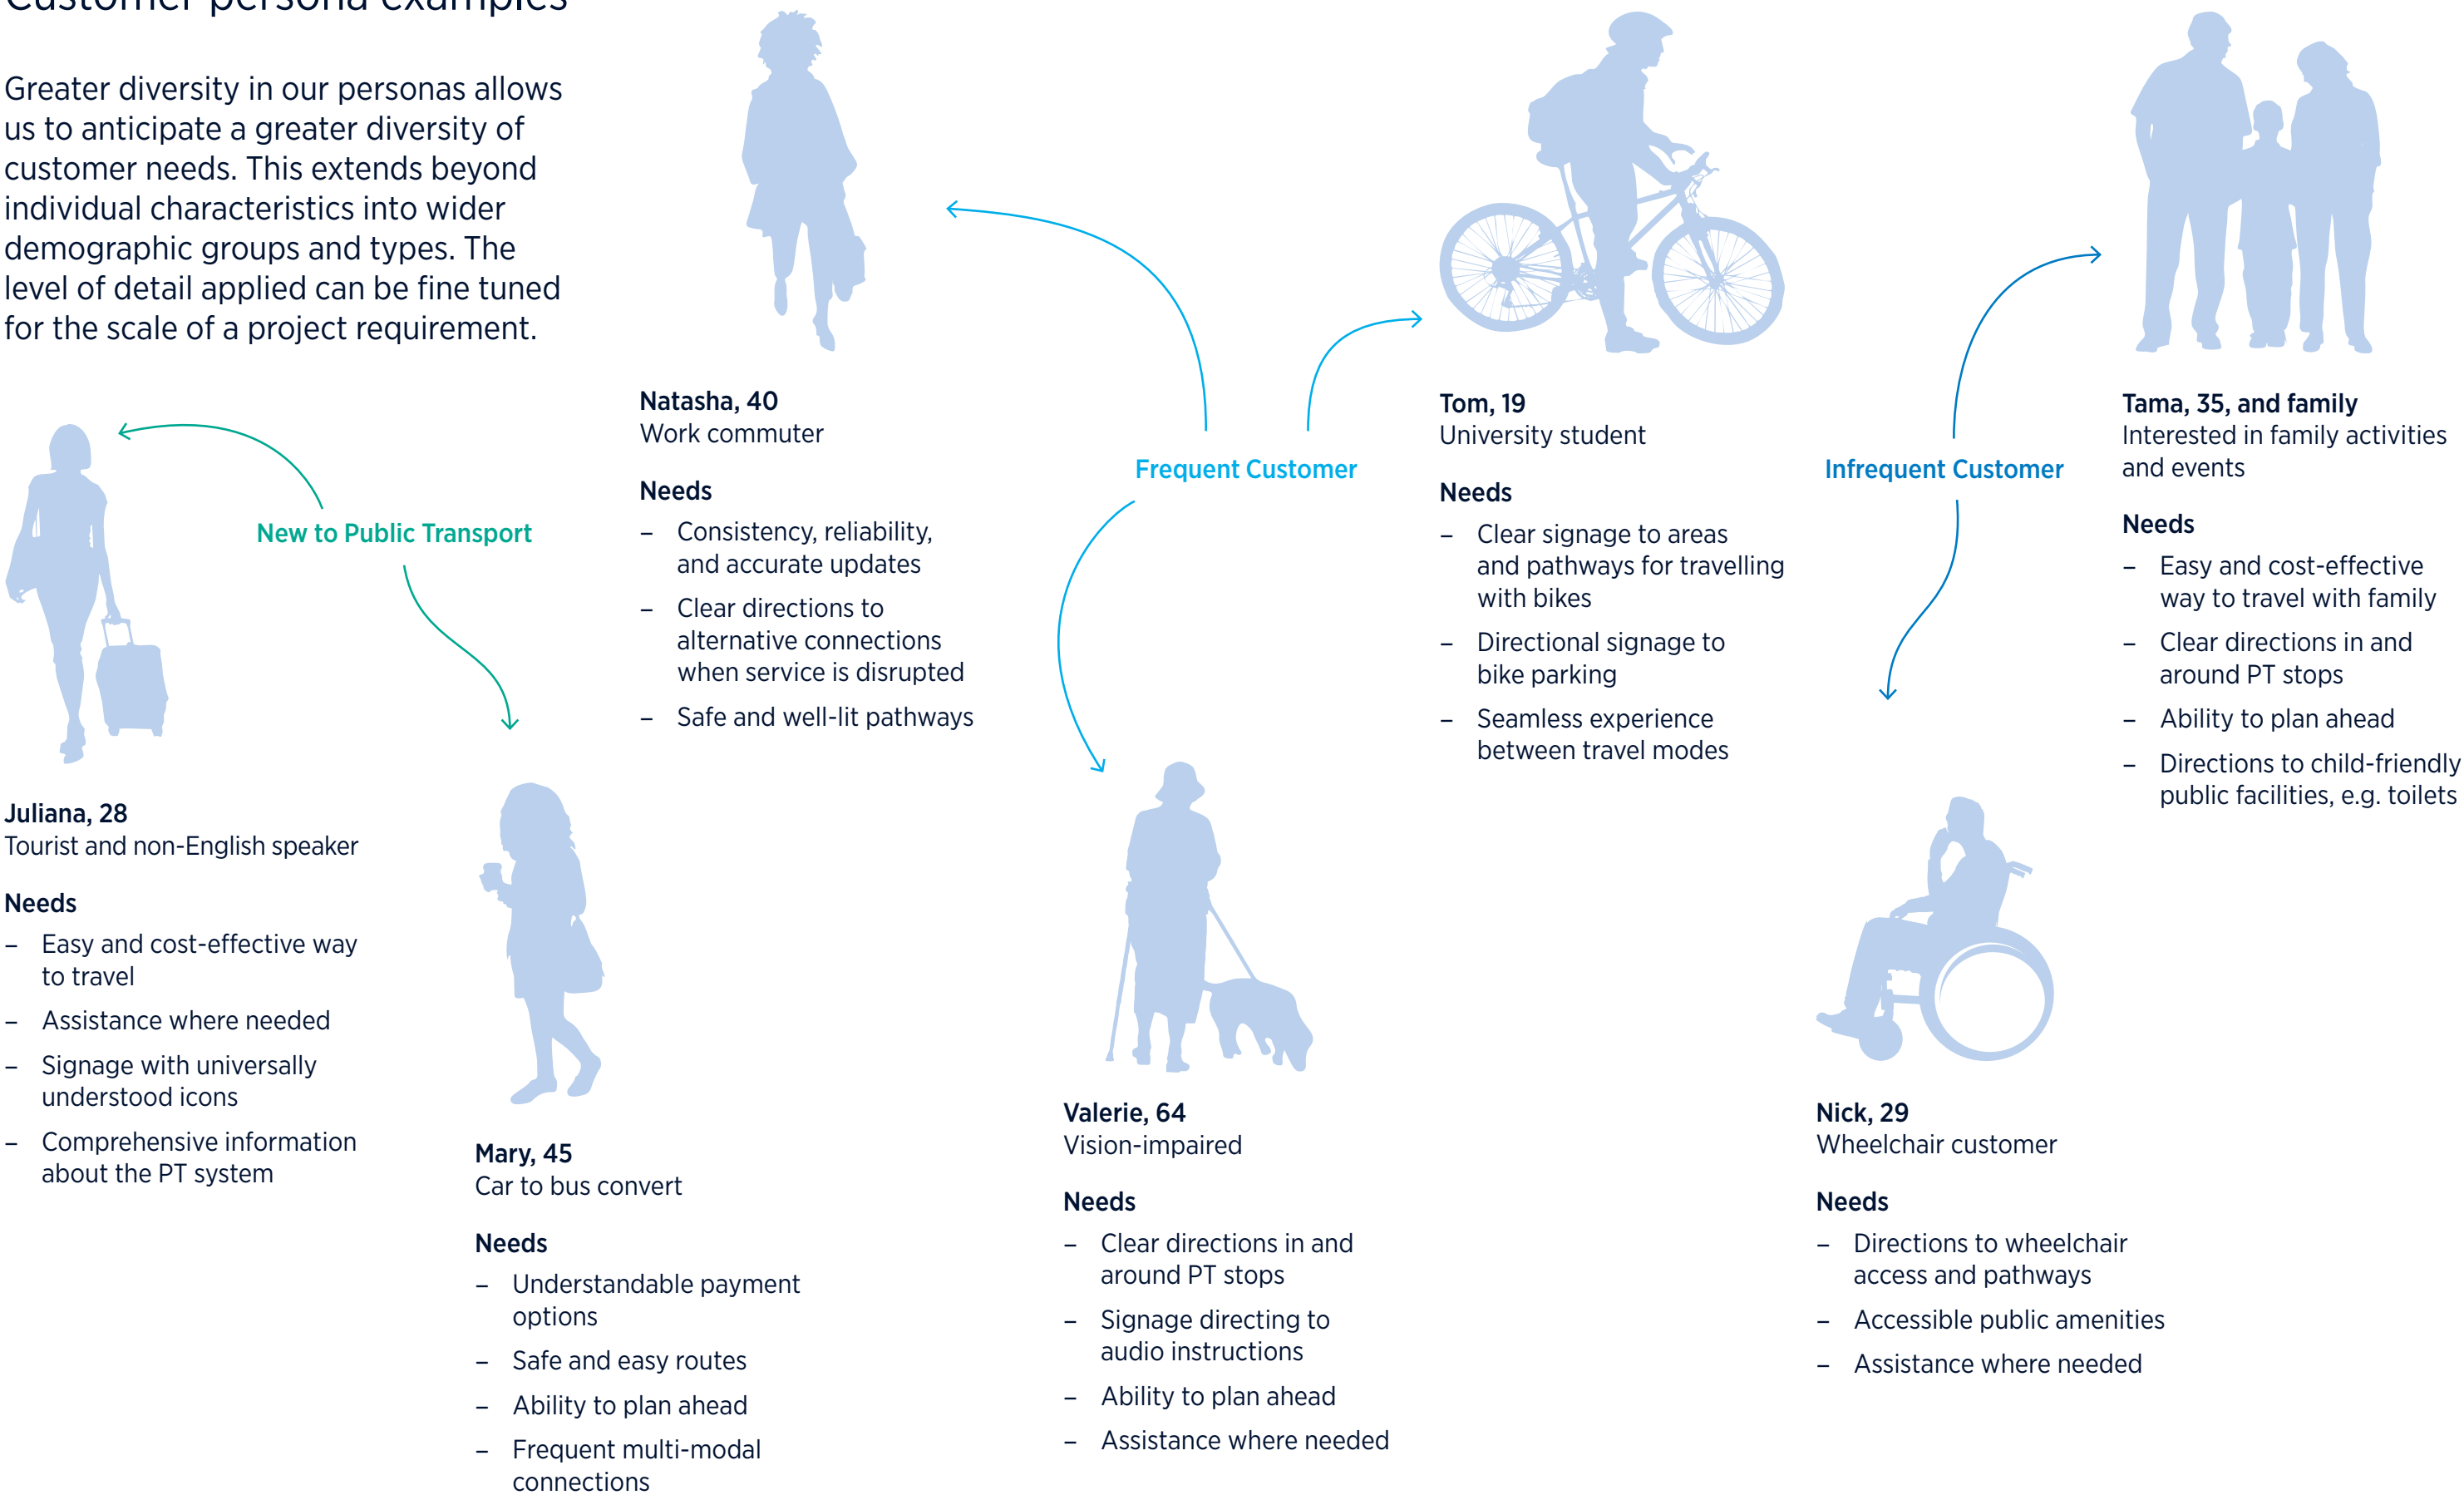 Customer persona examples
Greater diversity in our personas allows
us to anticipate a greater diversity of
customer needs. This extends beyond
individual characteristics into wider
demographic groups and types. The
level of detail applied can be fine tuned
for the scale of a project requirement.
New to Public Transport
Juliana, 28
Tourist and non-English speaker
Needs
– Easy and cost-effective way
to travel
– Assistance where needed
– Signage with universally
understood icons
– Comprehensive information
about the PT system
Mary, 45
Car to bus convert
Needs
– Understandable payment
options
– Safe and easy routes
– Ability to plan ahead
– Frequent multi-modal
connections
Frequent Customer
Natasha, 40
Work commuter
Needs
– Consistency, reliability,
and accurate updates
– Clear directions to
alternative connections
when service is disrupted
– Safe and well-lit pathways
Valerie, 64
Vision-impaired
Needs
– Clear directions in and
around PT stops
– Signage directing to
audio instructions
– Ability to plan ahead
– Assistance where needed
Tom, 19
University student
Needs
– Clear signage to areas
and pathways for travelling
with bikes
– Directional signage to
bike parking
– Seamless experience
between travel modes
Infrequent Customer
Tama, 35, and family
Interested in family activities
and events
Needs
– Easy and cost-effective
way to travel with family
– Clear directions in and
around PT stops
– Ability to plan ahead
– Directions to child-friendly
public facilities, e.g. toilets
Nick, 29
Wheelchair customer
Needs
– Directions to wheelchair
access and pathways
– Accessible public amenities
– Assistance where needed